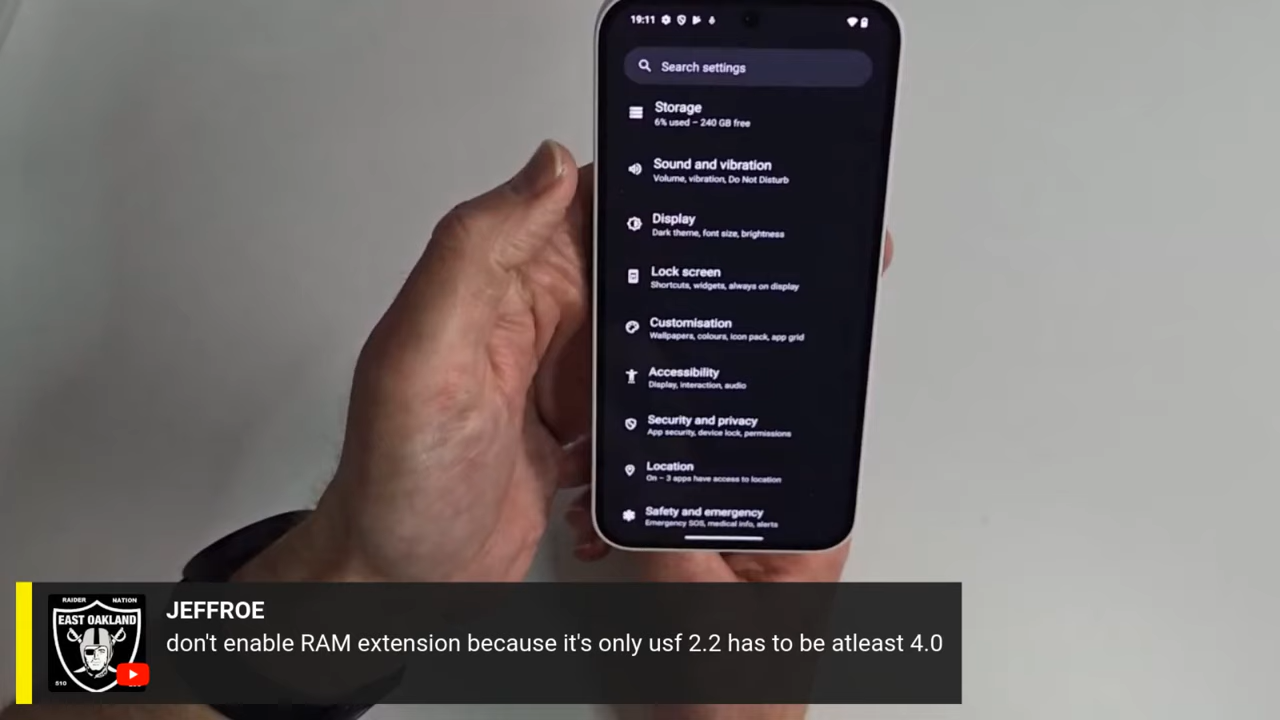 19:11
Search settings
Storage
6% used – 240 GB free
Sound and vibration
Volume, vibration, Do Not Disturb
Display
Dark theme, font size, brightness
Lock screen
Shortcuts, widgets, always on display
Customisation
Wallpapers, colours, icon pack, app grid
Accessibility
Display, interaction, audio
Security and privacy
App security, device lock, permissions
Location
On – 3 apps have access to location
Safety and emergency
Emergency SOS, medical info, alerts
RAIDER NATION
EAST OAKLAND
510
JEFFROE
don't enable RAM extension because it's only usf 2.2 has to be atleast 4.0